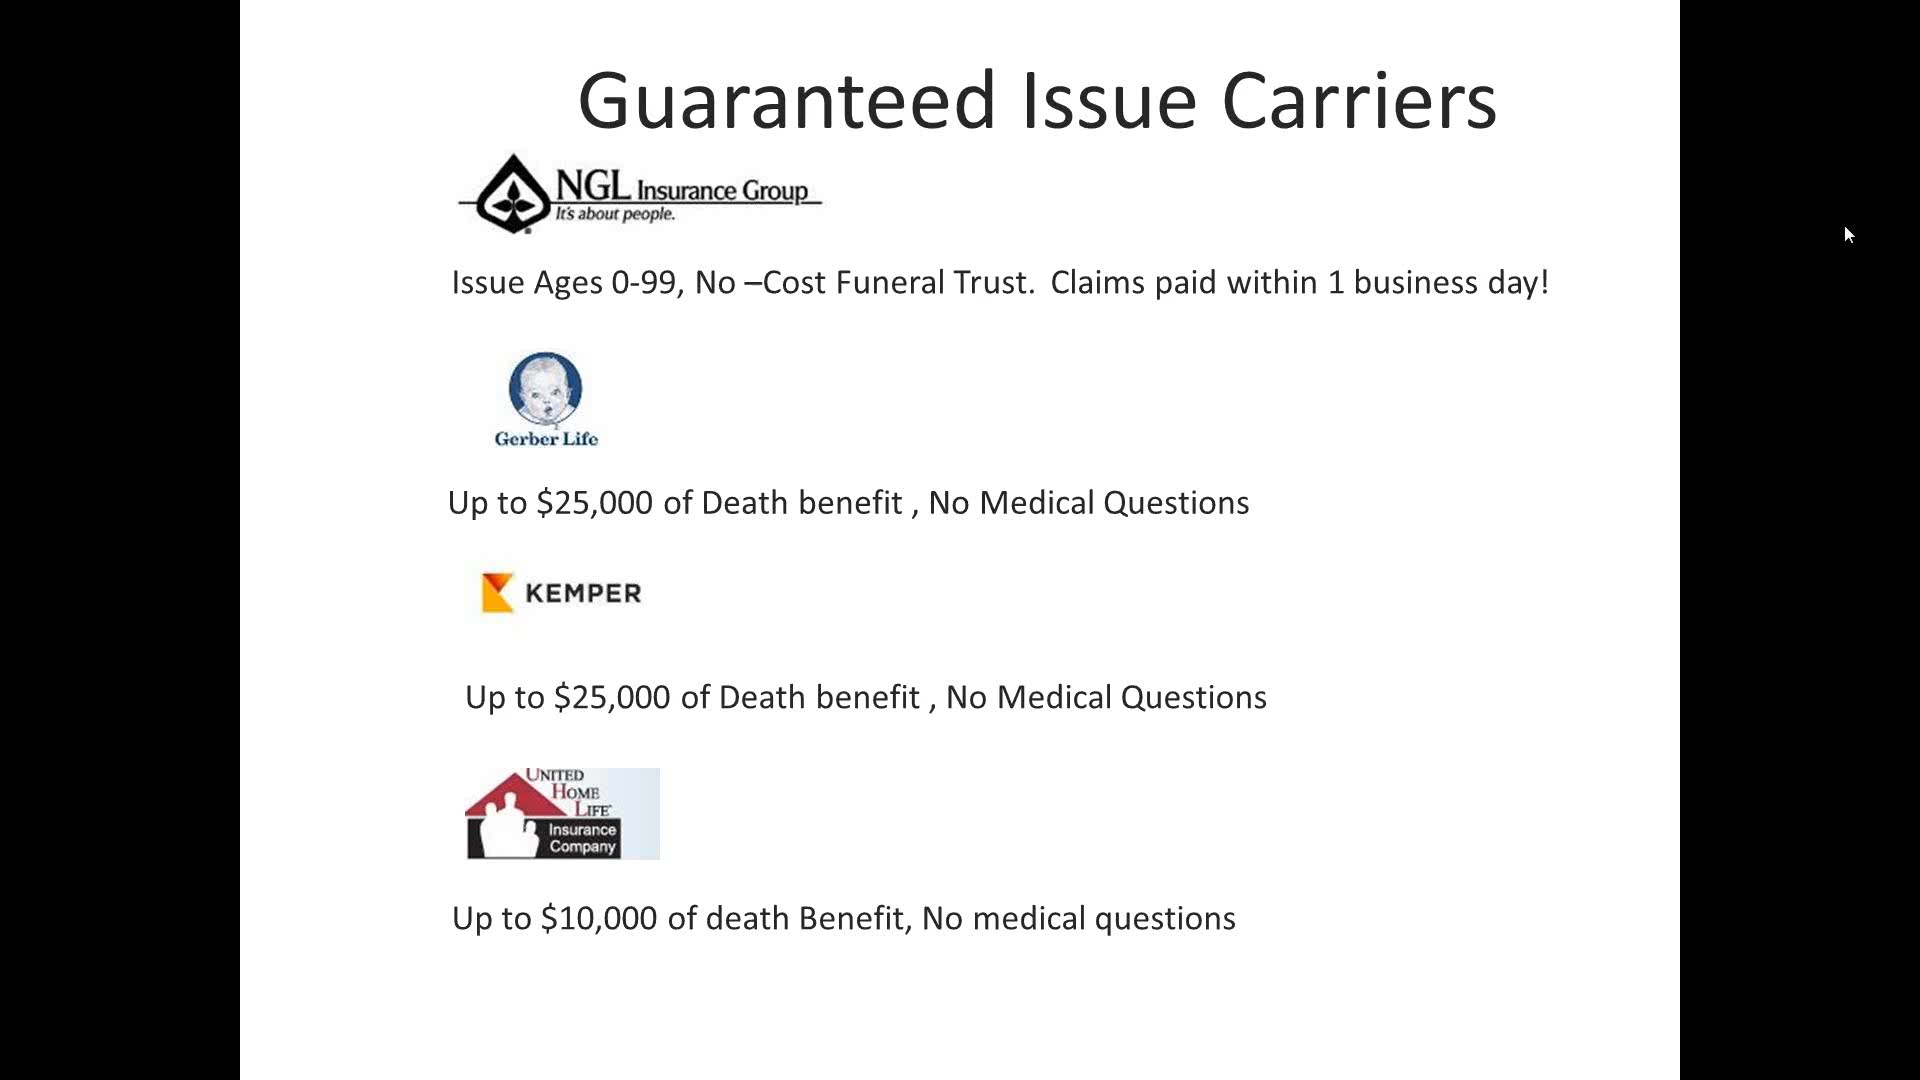 Guaranteed Issue Carriers
NGL Insurance Group
It's about people.
Issue Ages 0-99, No –Cost Funeral Trust. Claims paid within 1 business day!
Gerber Life
Up to $25,000 of Death benefit , No Medical Questions
KEMPER
Up to $25,000 of Death benefit , No Medical Questions
UNITED
HOME
LIFE
Insurance
Company
Up to $10,000 of death Benefit, No medical questions